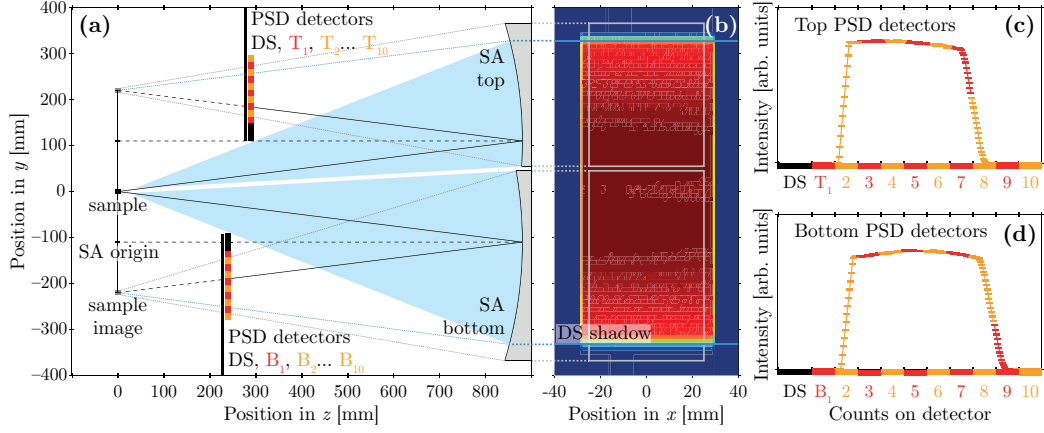 (a)
PSD detectors
DS, T1, T2... T10
SA
top
sample
SA origin
sample
image
SA
bottom
PSD detectors
DS, B1, B2... B10
400
300
200
100
0
−100
−200
−300
−400
Position in y [mm]
0 100 200 300 400 500 600 700 800
Position in z [mm]
(b)
DS shadow
−40 −20 0 20 40
Position in x [mm]
Top PSD detectors (c)
Intensity [arb. units]
DS T1 2 3 4 5 6 7 8 9 10
Bottom PSD detectors (d)
Intensity [arb. units]
DS B1 2 3 4 5 6 7 8 9 10
Counts on detector